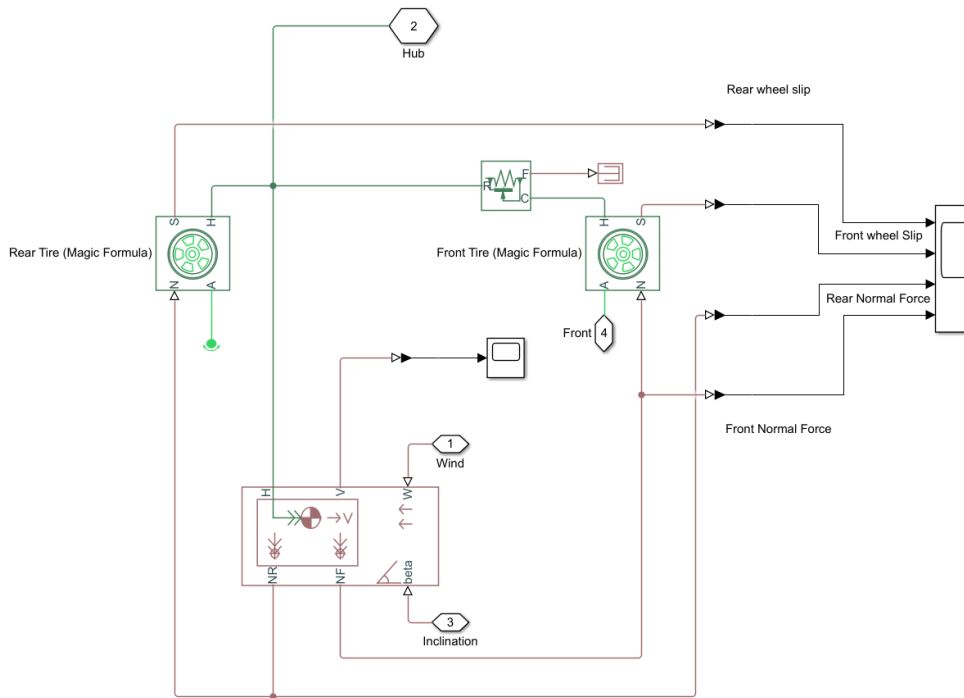 2
Hub
Rear wheel slip
R
F
C
S
H
H
S
Front wheel Slip
Rear Tire (Magic Formula)
Front Tire (Magic Formula)
N
A
A
N
Rear Normal Force
Front
4
Front Normal Force
1
Wind
H
V
W
V
NR
NF
beta
3
Inclination